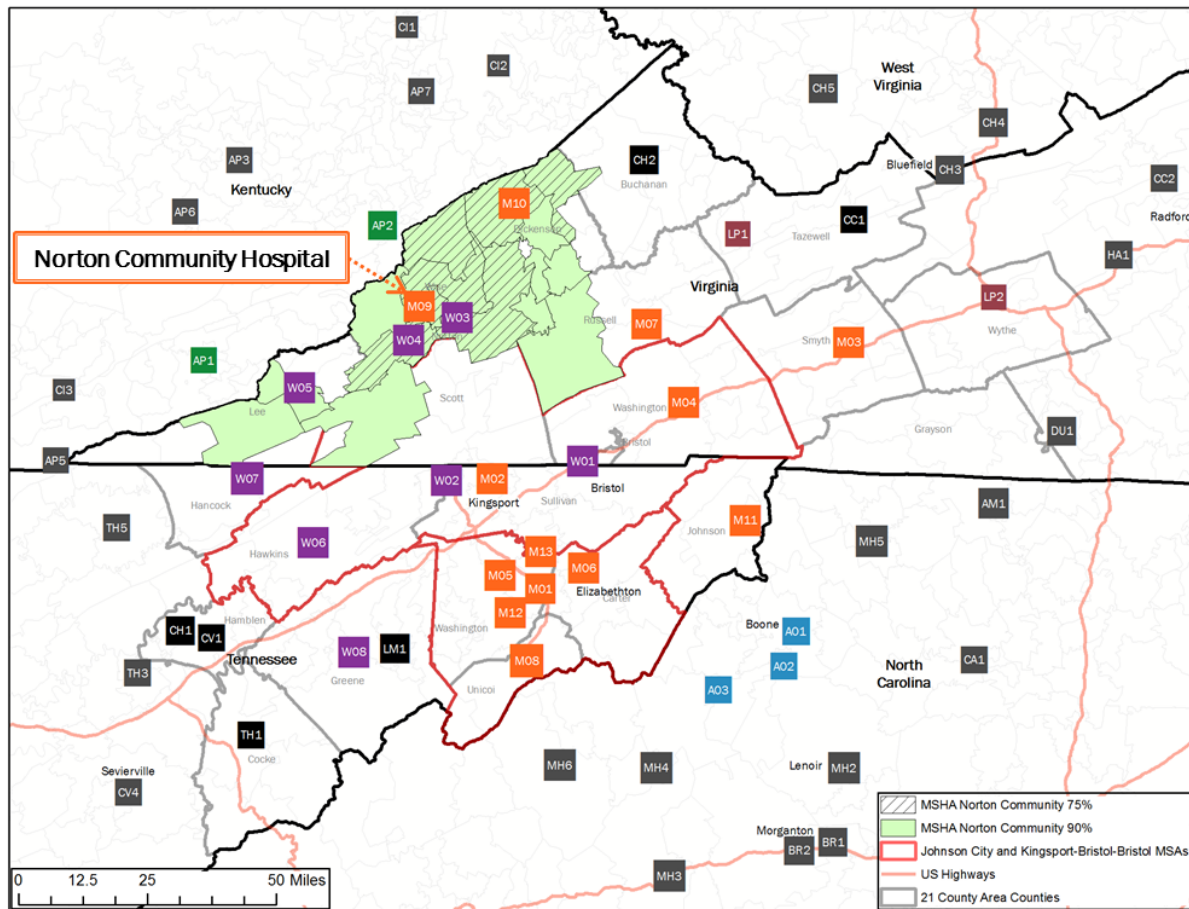 CI1
CI2
West
Virginia
CH5
AP7
CH4
AP3
CH2
Bluefield
CH3
Kentucky
Buchanan
CC2
AP6
M10
CC1
Radford
AP2
Dickenson
LP1
Tazewell
HA1
Norton Community Hospital
Virginia
Wise
M09
LP2
W03
Russell
M07
Wythe
W04
Smyth
M03
AP1
W05
CI3
Scott
Lee
Washington
M04
Grayson
DU1
Bristol
AP5
W01
W07
W02
M02
Kingsport
Bristol
Sullivan
Hancock
AM1
TH5
M11
Johnson
W06
MH5
Hawkins
M13
M05
M06
M01
Elizabethton
Carter
Hamblen
M12
Boone
CH1
CV1
Washington
AO1
Tennessee
W08
LM1
M08
AO2
CA1
North
Carolina
TH3
Greene
Unicoi
AO3
TH1
Cocke
MH6
MH4
Lenoir
MH2
Sevierville
CV4
MSHA Norton Community 75%
MSHA Norton Community 90%
Morganton
BR1
BR2
Johnson City and Kingsport-Bristol-Bristol MSAs
MH3
US Highways
0 12.5 25 50 Miles
21 County Area Counties